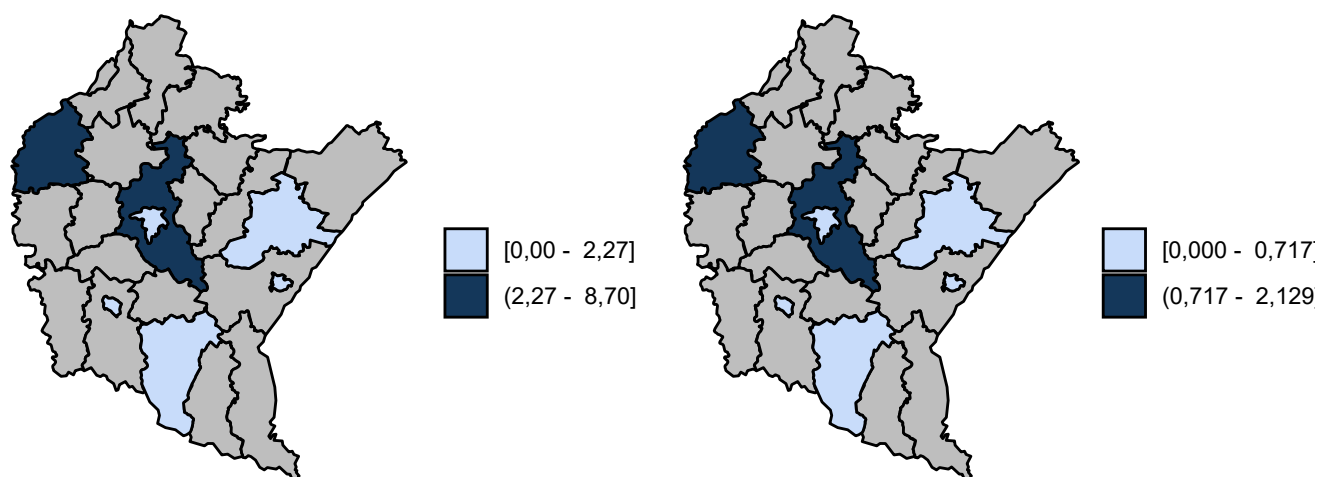 [0,00 -  2,27]
(2,27 -  8,70]
[0,000 -  0,717]
(0,717 -  2,129]